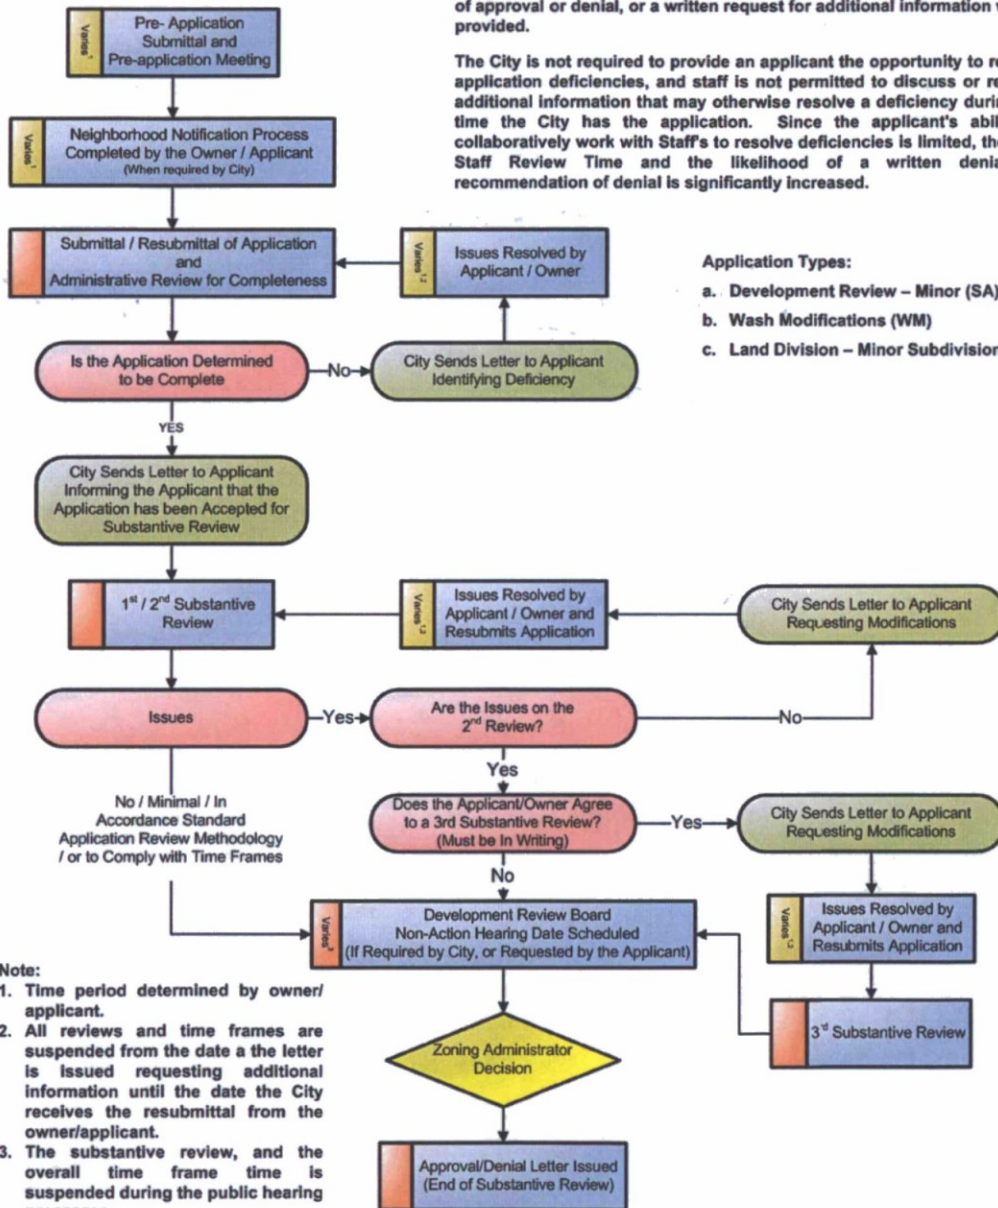 of approval or denial, or a written request for additional information
provided.
The City is not required to provide an applicant the opportunity to
application deficiencies, and staff is not permitted to discuss or
additional information that may otherwise resolve a deficiency
time the City has the application. Since the applicant's
collaboratively work with Staff's to resolve deficiencies is limited,
Staff Review Time and the likelihood of a written
recommendation of denial is significantly increased.
Varies¹
Pre- Application
Submittal and
Pre-application Meeting
Varies¹
Neighborhood Notification Process
Completed by the Owner / Applicant
(When required by City)
Submittal / Resubmittal of Application
and
Administrative Review for Completeness
Varies¹,²
Issues Resolved by
Applicant / Owner
Application Types:
a. Development Review – Minor (SA)
b. Wash Modifications (WM)
c. Land Division – Minor Subdivision
Is the Application Determined
to be Complete
No
City Sends Letter to Applicant
Identifying Deficiency
YES
City Sends Letter to Applicant
Informing the Applicant that the
Application has been Accepted for
Substantive Review
1st / 2nd Substantive
Review
Varies¹,²
Issues Resolved by
Applicant / Owner and
Resubmits Application
City Sends Letter to Applicant
Requesting Modifications
Issues
Yes
Are the Issues on the
2nd Review?
No
Yes
No / Minimal / In
Accordance Standard
Application Review Methodology
/ or to Comply with Time Frames
Does the Applicant/Owner Agree
to a 3rd Substantive Review?
(Must be In Writing)
Yes
City Sends Letter to Applicant
Requesting Modifications
No
Varies³
Development Review Board
Non-Action Hearing Date Scheduled
(If Required by City, or Requested by the Applicant)
Varies¹,²
Issues Resolved by
Applicant / Owner and
Resubmits Application
3rd Substantive Review
Zoning Administrator
Decision
Approval/Denial Letter Issued
(End of Substantive Review)
Note:
1. Time period determined by owner/
applicant.
2. All reviews and time frames are
suspended from the date a the letter
is issued requesting additional
information until the date the City
receives the resubmittal from the
owner/applicant.
3. The substantive review, and the
overall time frame time is
suspended during the public hearing